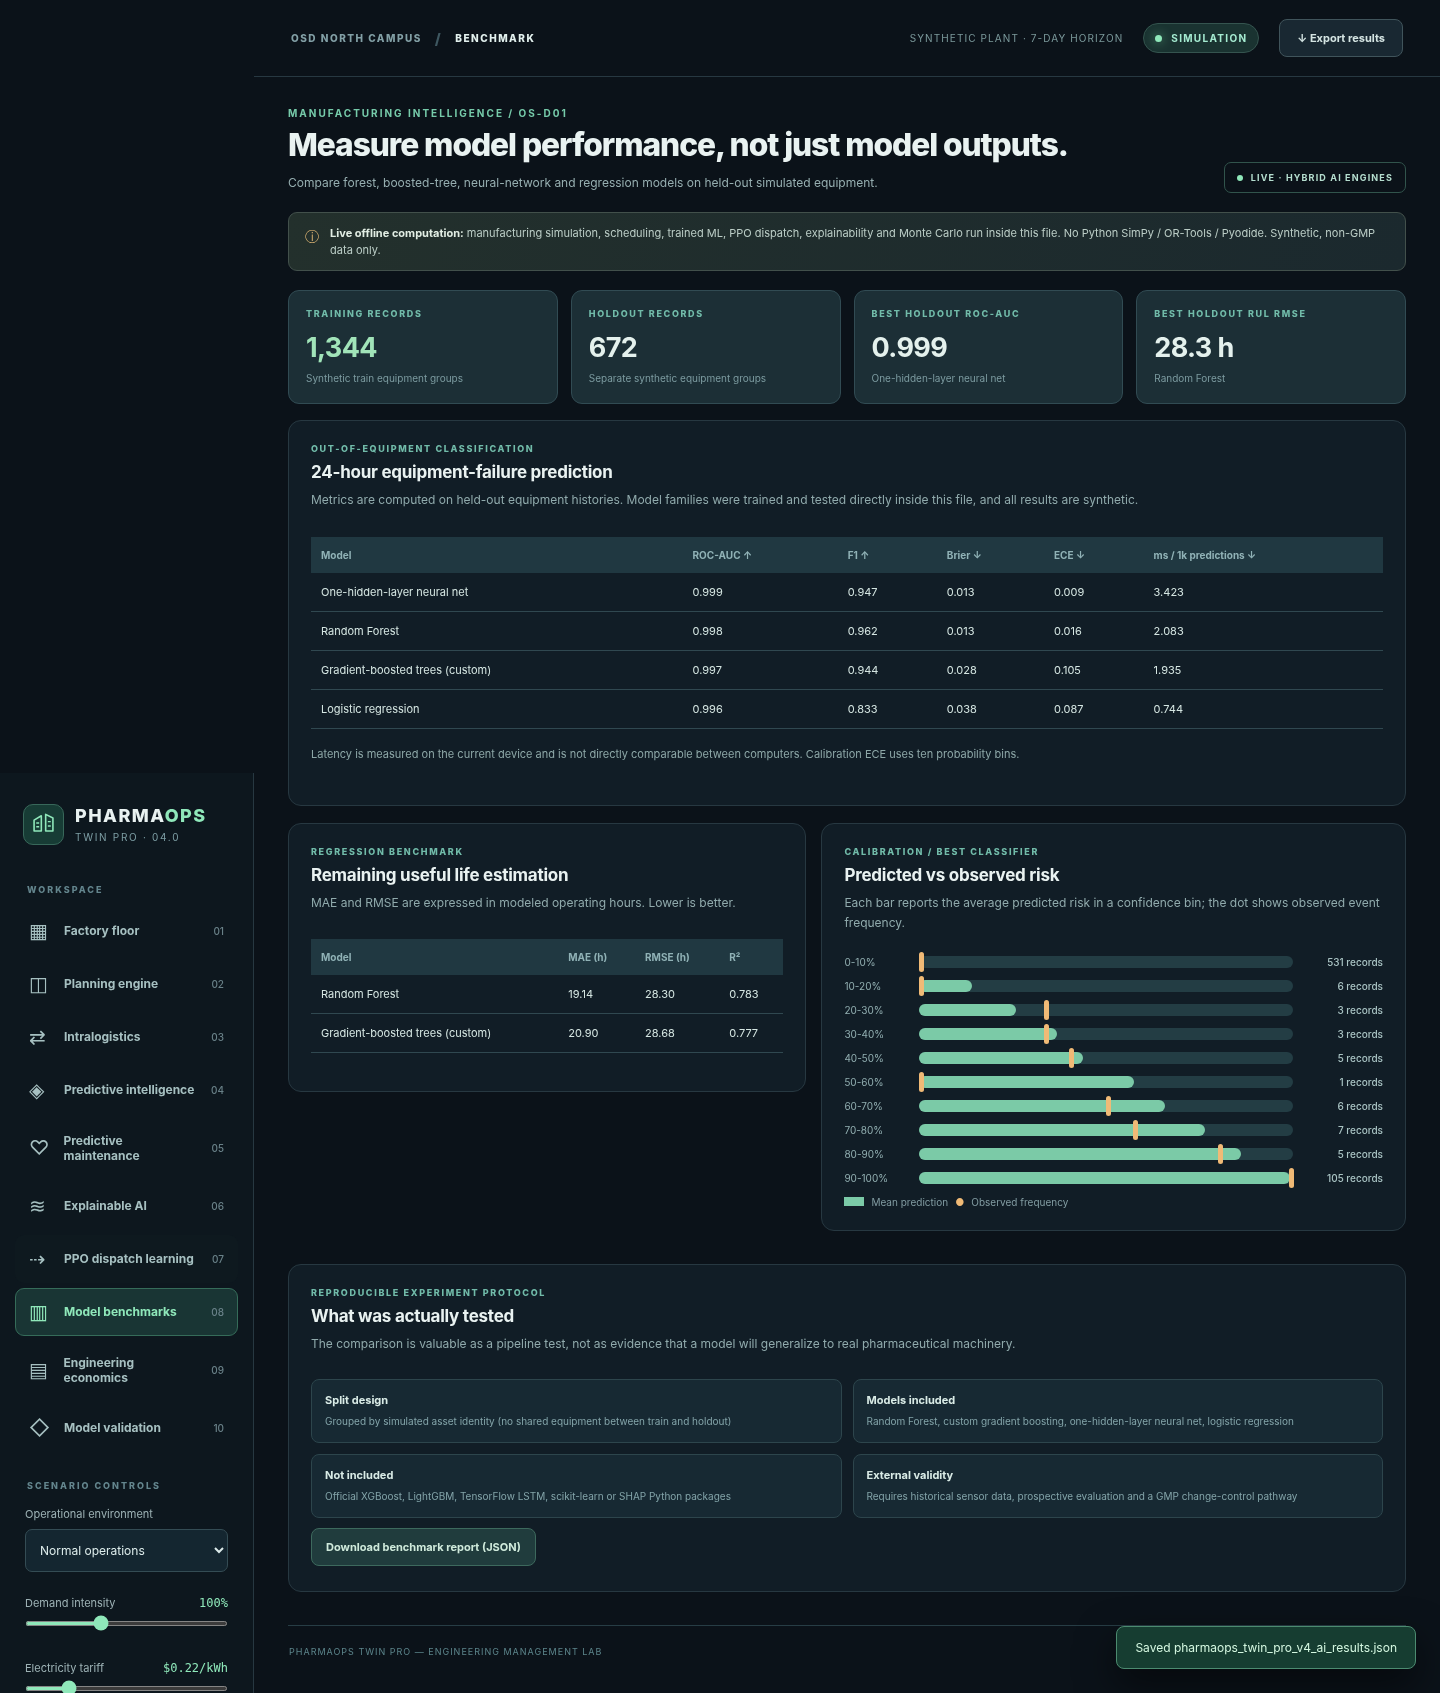 OSD NORTH CAMPUS / BENCHMARK
SYNTHETIC PLANT · 7-DAY HORIZON
SIMULATION
↓ Export results
MANUFACTURING INTELLIGENCE / OS-D01
Measure model performance, not just model outputs.
Compare forest, boosted-tree, neural-network and regression models on held-out simulated equipment.
LIVE · HYBRID AI ENGINES
ⓘ Live offline computation: manufacturing simulation, scheduling, trained ML, PPO dispatch, explainability and Monte Carlo run inside this file. No Python SimPy / OR-Tools / Pyodide. Synthetic, non-GMP
data only.
TRAINING RECORDS
1,344
Synthetic train equipment groups
HOLDOUT RECORDS
672
Separate synthetic equipment groups
BEST HOLDOUT ROC-AUC
0.999
One-hidden-layer neural net
BEST HOLDOUT RUL RMSE
28.3 h
Random Forest
OUT-OF-EQUIPMENT CLASSIFICATION
24-hour equipment-failure prediction
Metrics are computed on held-out equipment histories. Model families were trained and tested directly inside this file, and all results are synthetic.
Model ROC-AUC ↑ F1 ↑ Brier ↓ ECE ↓ ms / 1k predictions ↓
One-hidden-layer neural net 0.999 0.947 0.013 0.009 3.423
Random Forest 0.998 0.962 0.013 0.016 2.083
Gradient-boosted trees (custom) 0.997 0.944 0.028 0.105 1.935
Logistic regression 0.996 0.833 0.038 0.087 0.744
Latency is measured on the current device and is not directly comparable between computers. Calibration ECE uses ten probability bins.
REGRESSION BENCHMARK
Remaining useful life estimation
MAE and RMSE are expressed in modeled operating hours. Lower is better.
Model MAE (h) RMSE (h) R²
Random Forest 19.14 28.30 0.783
Gradient-boosted trees (custom) 20.90 28.68 0.777
CALIBRATION / BEST CLASSIFIER
Predicted vs observed risk
Each bar reports the average predicted risk in a confidence bin; the dot shows observed event
frequency.
0-10% 531 records
10-20% 6 records
20-30% 3 records
30-40% 3 records
40-50% 5 records
50-60% 1 records
60-70% 6 records
70-80% 7 records
80-90% 5 records
90-100% 105 records
Mean prediction Observed frequency
REPRODUCIBLE EXPERIMENT PROTOCOL
What was actually tested
The comparison is valuable as a pipeline test, not as evidence that a model will generalize to real pharmaceutical machinery.
Split design
Grouped by simulated asset identity (no shared equipment between train and holdout)
Models included
Random Forest, custom gradient boosting, one-hidden-layer neural net, logistic regression
Not included
Official XGBoost, LightGBM, TensorFlow LSTM, scikit-learn or SHAP Python packages
External validity
Requires historical sensor data, prospective evaluation and a GMP change-control pathway
Download benchmark report (JSON)
PHARMAOPS TWIN PRO — ENGINEERING MANAGEMENT LAB
Saved pharmaops_twin_pro_v4_ai_results.json
PHARMAOPS
TWIN PRO · 04.0
WORKSPACE
Factory floor 01
Planning engine 02
Intralogistics 03
Predictive intelligence 04
Predictive
maintenance 05
Explainable AI 06
PPO dispatch learning 07
Model benchmarks 08
Engineering
economics 09
Model validation 10
SCENARIO CONTROLS
Operational environment
Normal operations
Demand intensity 100%
Electricity tariff $0.22/kWh